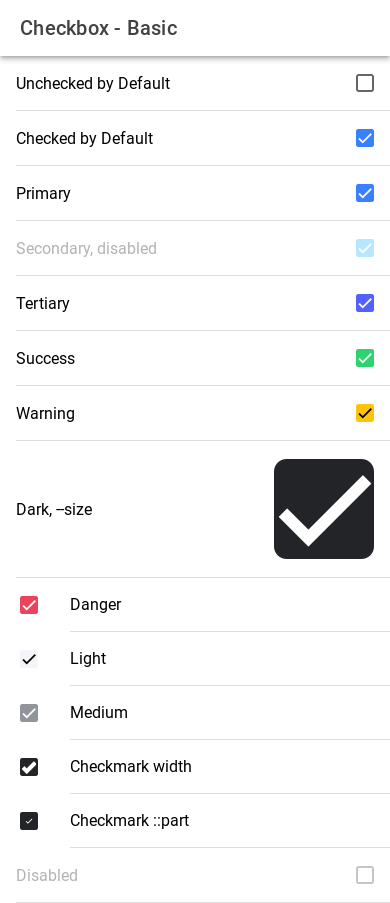 Checkbox - Basic
Unchecked by Default
Checked by Default
Primary
Secondary, disabled
Tertiary
Success
Warning
Dark, --size
Danger
Light
Medium
Checkmark width
Checkmark ::part
Disabled